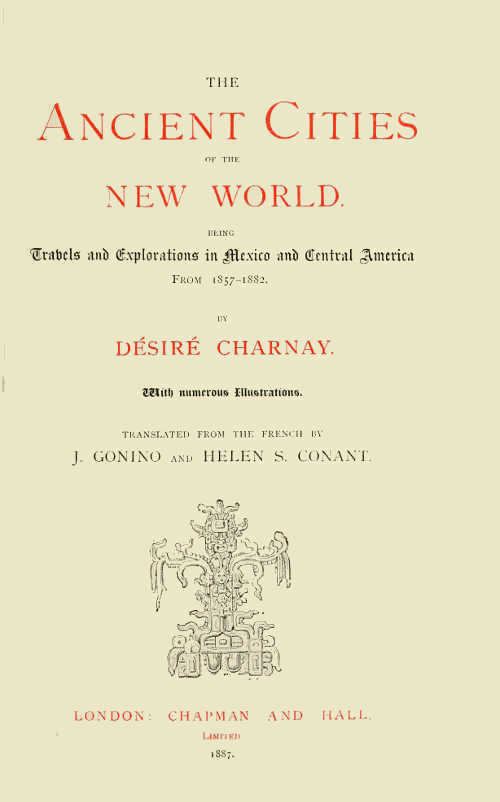 THE
ANCIENT CITIES
OF THE
NEW WORLD.
BEING
Travels and Explorations in Mexico and Central America
FROM 1857-1882.
BY
DÉSIRÉ CHARNAY.
With numerous Illustrations.
TRANSLATED FROM THE FRENCH BY
J. GONINO AND HELEN S. CONANT.
LONDON: CHAPMAN AND HALL,
LIMITED
1887.